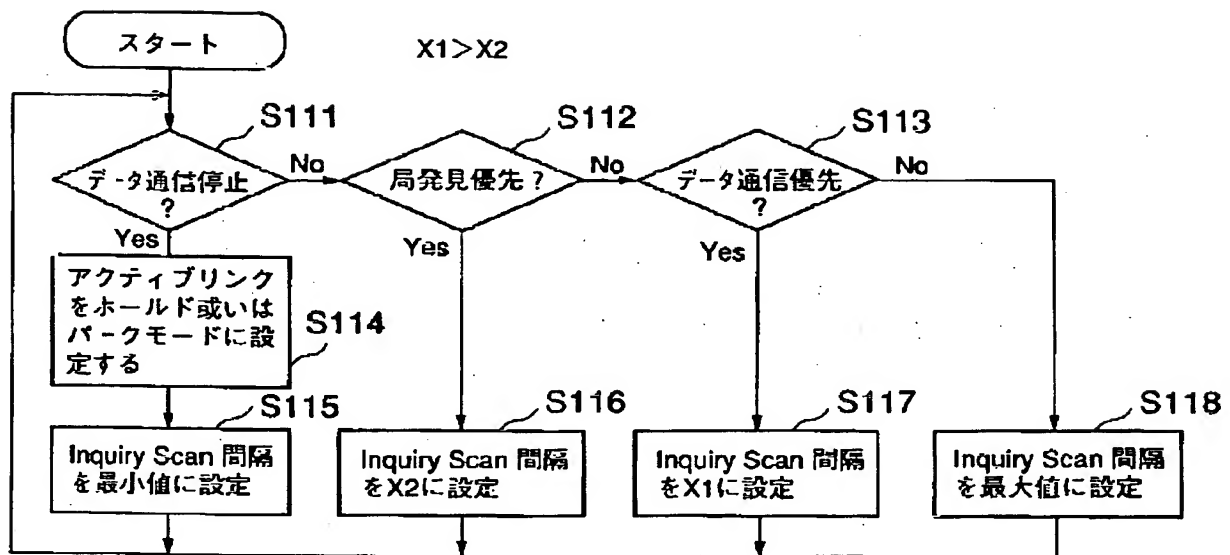 スタート
X1>X2
S111
データ通信停止
?
No
Yes
S112
局発見優先?
No
Yes
S113
データ通信優先
?
No
Yes
アクティブリンク
をホールド或いは
パークモードに設
定する
S114
S115
Inquiry Scan 間隔
を最小値に設定
S116
Inquiry Scan 間隔
をX2に設定
S117
Inquiry Scan 間隔
をX1に設定
S118
Inquiry Scan 間隔
を最大値に設定